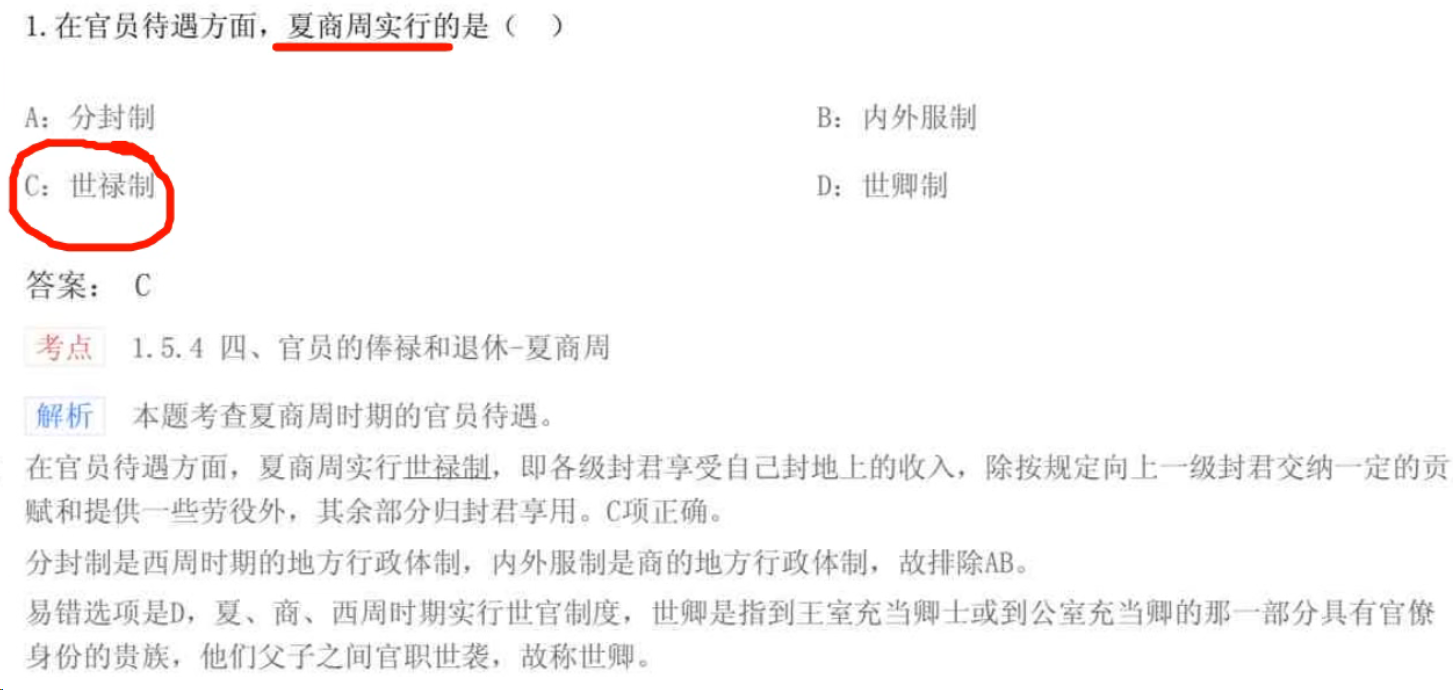 1.在官员待遇方面，夏商周实行的是（ ）
A：分封制
B：内外服制
C：世禄制
D：世卿制
答案： C
考点 1.5.4 四、官员的俸禄和退休-夏商周
解析 本题考查夏商周时期的官员待遇。
在官员待遇方面，夏商周实行世禄制，即各级封君享受自己封地上的收入，除按规定向上一级封君交纳一定的贡
赋和提供一些劳役外，其余部分归封君享用。C项正确。
分封制是西周时期的地方行政体制，内外服制是商的地方行政体制，故排除AB。
易错选项是D，夏、商、西周时期实行世官制度，世卿是指到王室充当卿士或到公室充当卿的那一部分具有官僚
身份的贵族，他们父子之间官职世袭，故称世卿。